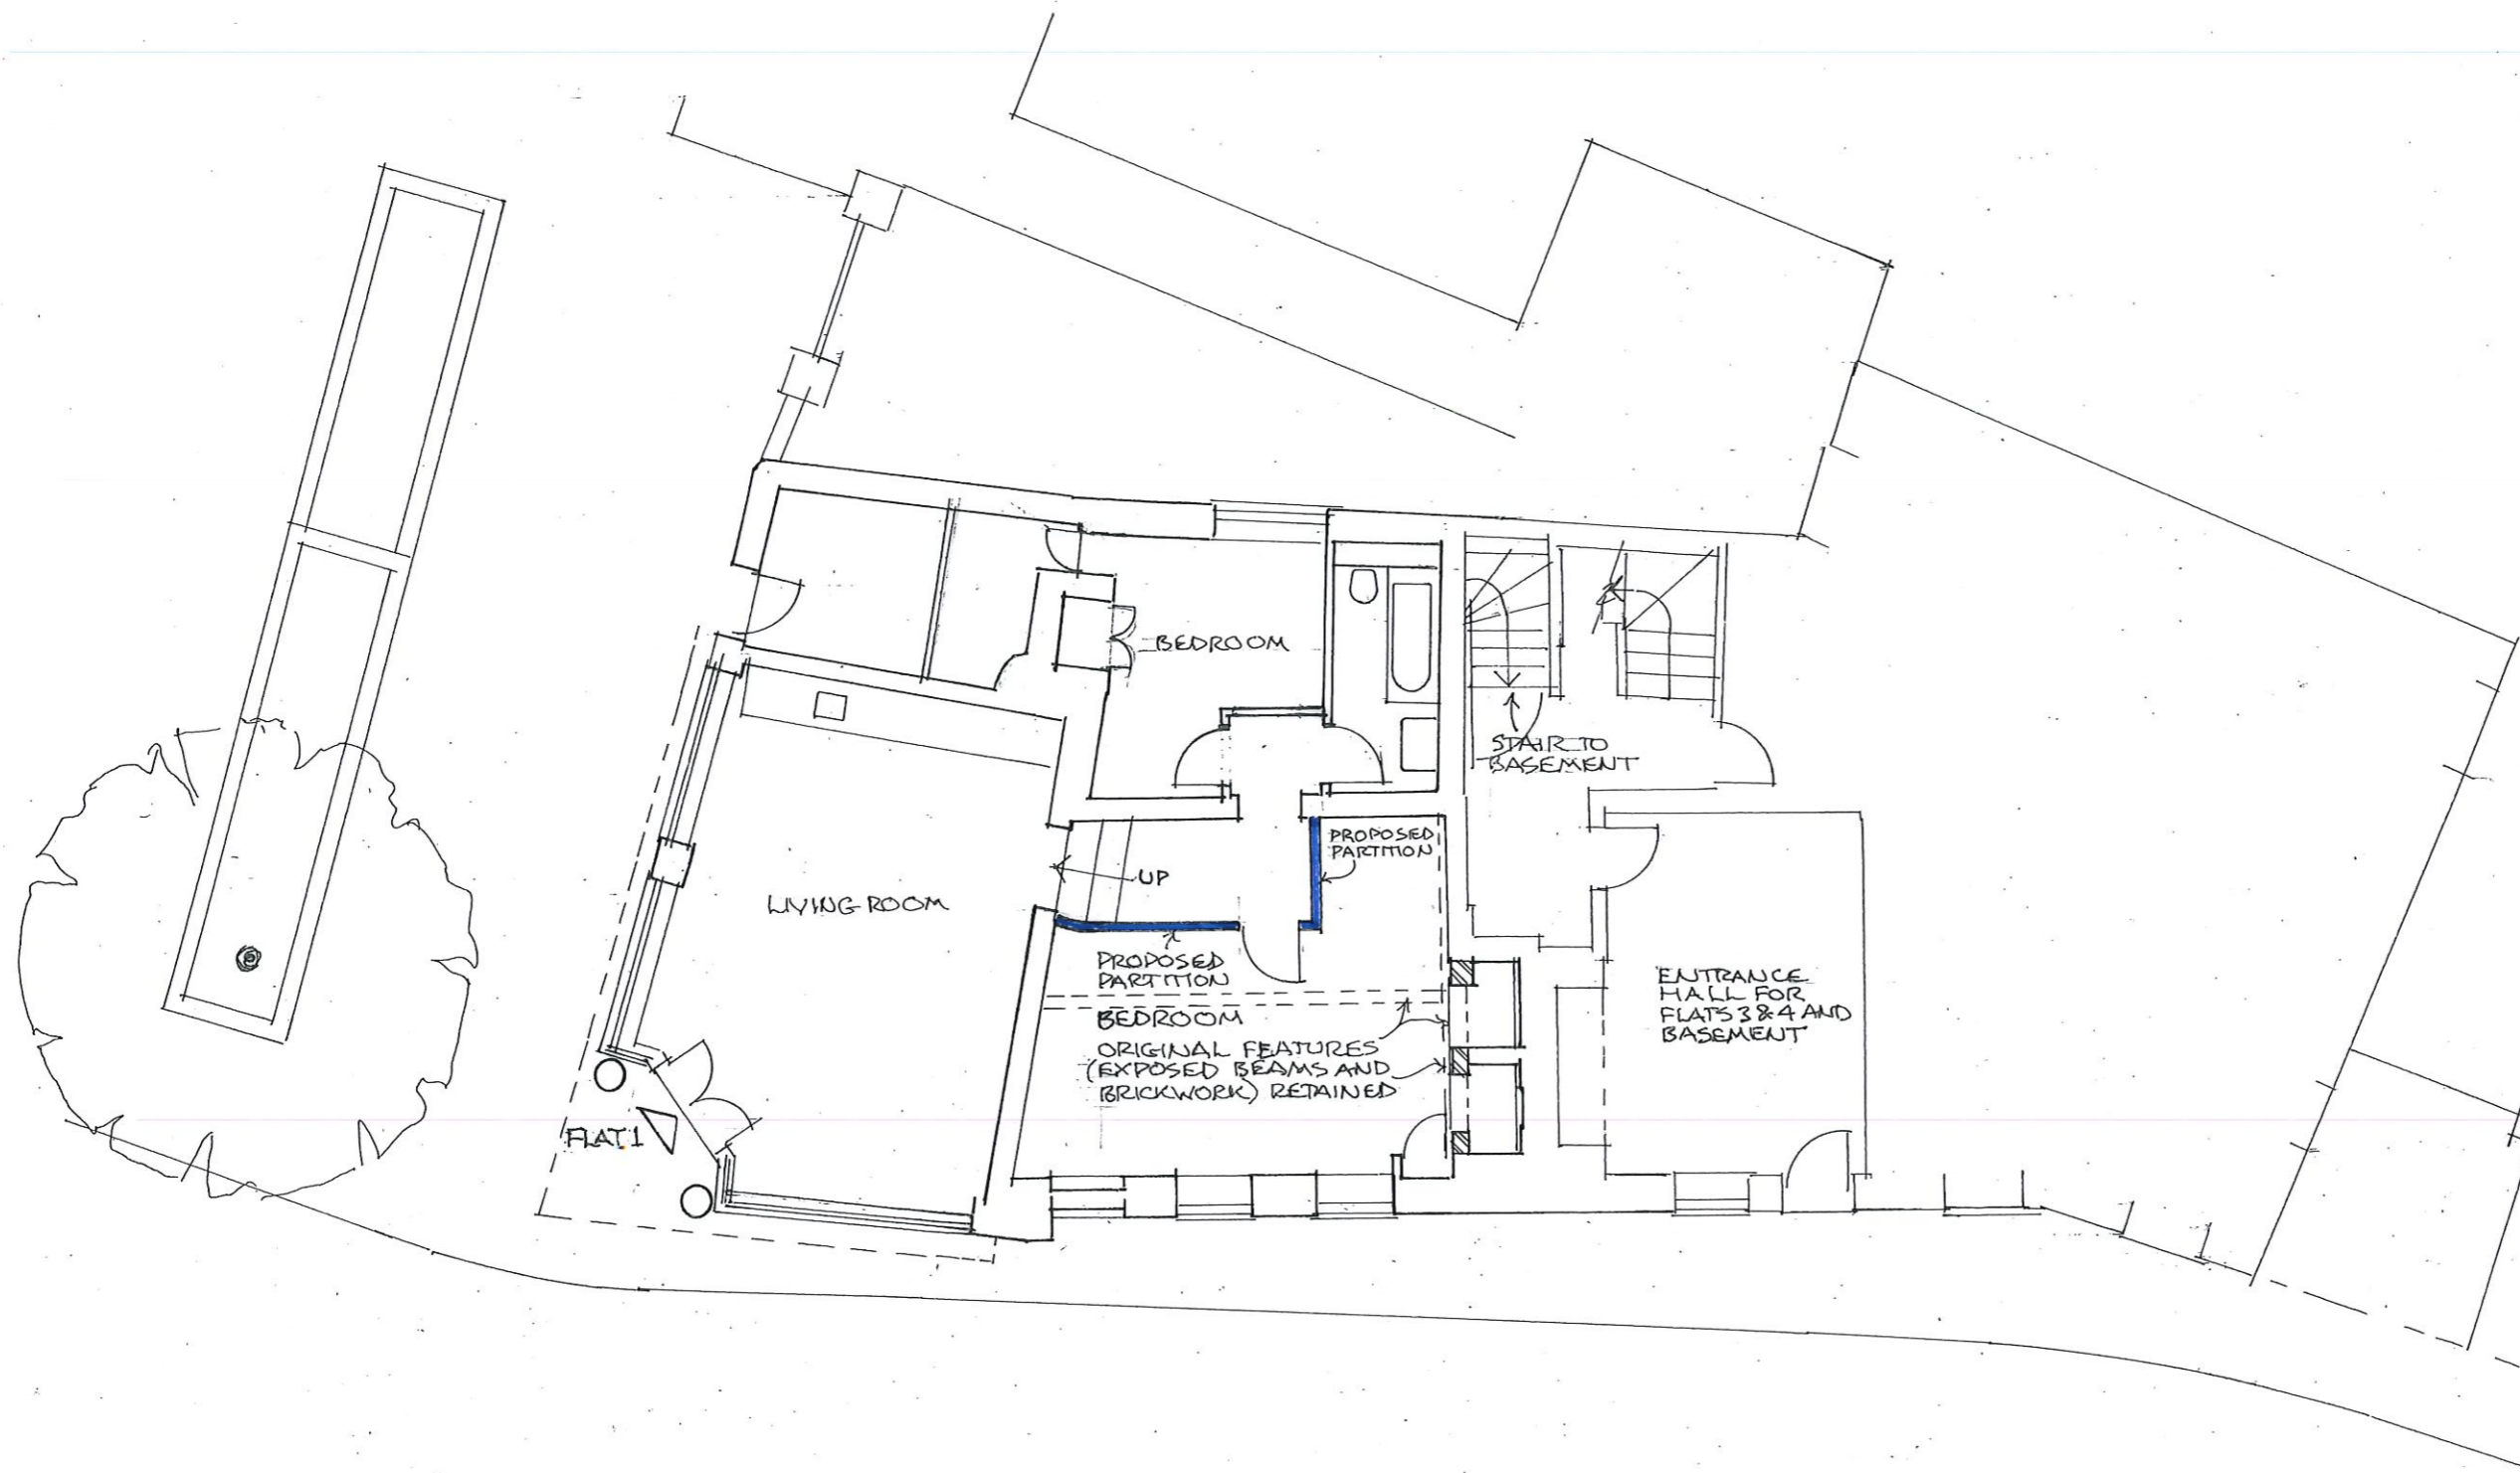 BEDROOM
STAIR TO
BASEMENT
PROPOSED
PARTITION
UP
LIVING ROOM
PROPOSED
PARTITION
BEDROOM
ORIGINAL FEATURES
(EXPOSED BEAMS AND
BRICKWORK) RETAINED
ENTRANCE
HALL FOR
FLATS 3 & 4 AND
BASEMENT
FLAT 1